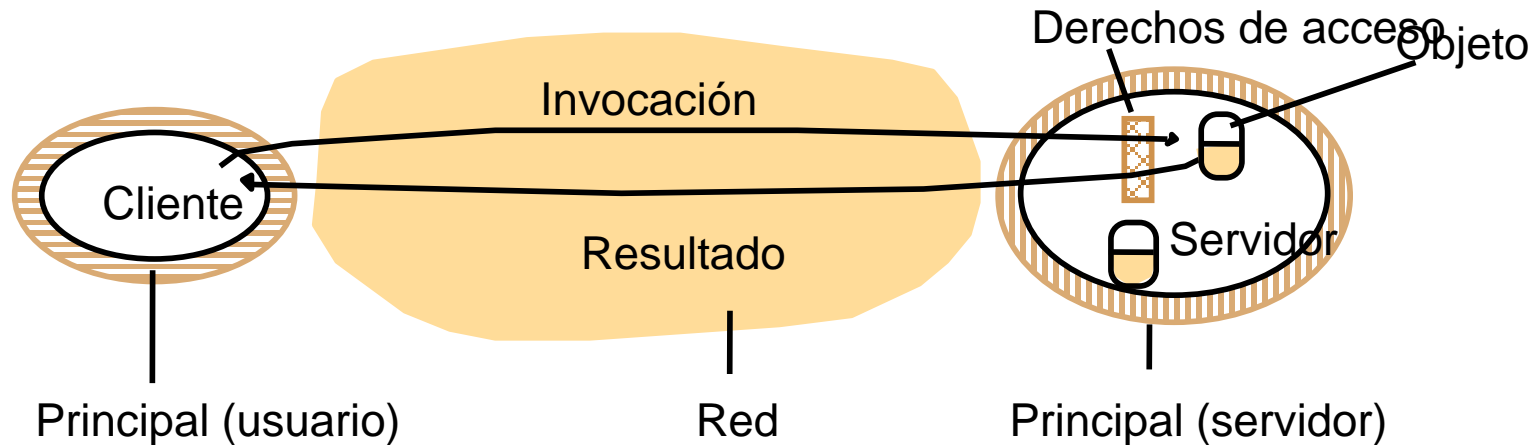 Derechos de acceso
Objeto
Invocación
Cliente
Servidor
Resultado
Principal (usuario)
Red
Principal (servidor)